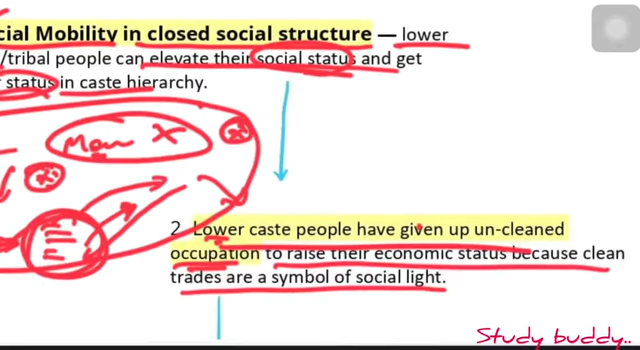 cial Mobility in closed social structure — lower
/tribal people can elevate their social status and get
status in caste hierarchy.
Man X
2 Lower caste people have given up un-cleaned
occupation to raise their economic status because clean
trades are a symbol of social light.
Study buddy..